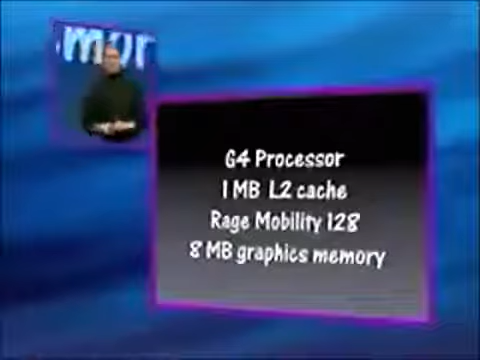 G4 Processor
1 MB L2 cache
Rage Mobility 128
8 MB graphics memory